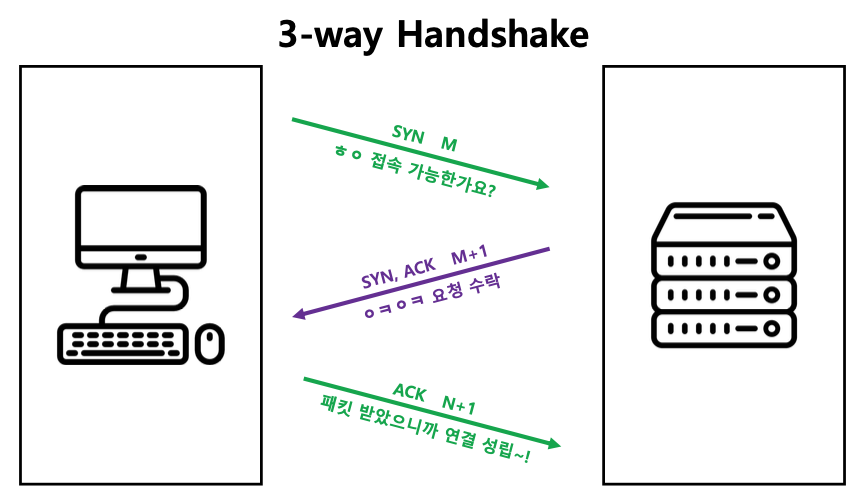 3-way Handshake
SYN M
ㅎㅇ 접속 가능한가요?
SYN, ACK M+1
ㅇㅋㅇㅋ 요청 수락
ACK N+1
패킷 받았으니까 연결 성립~!